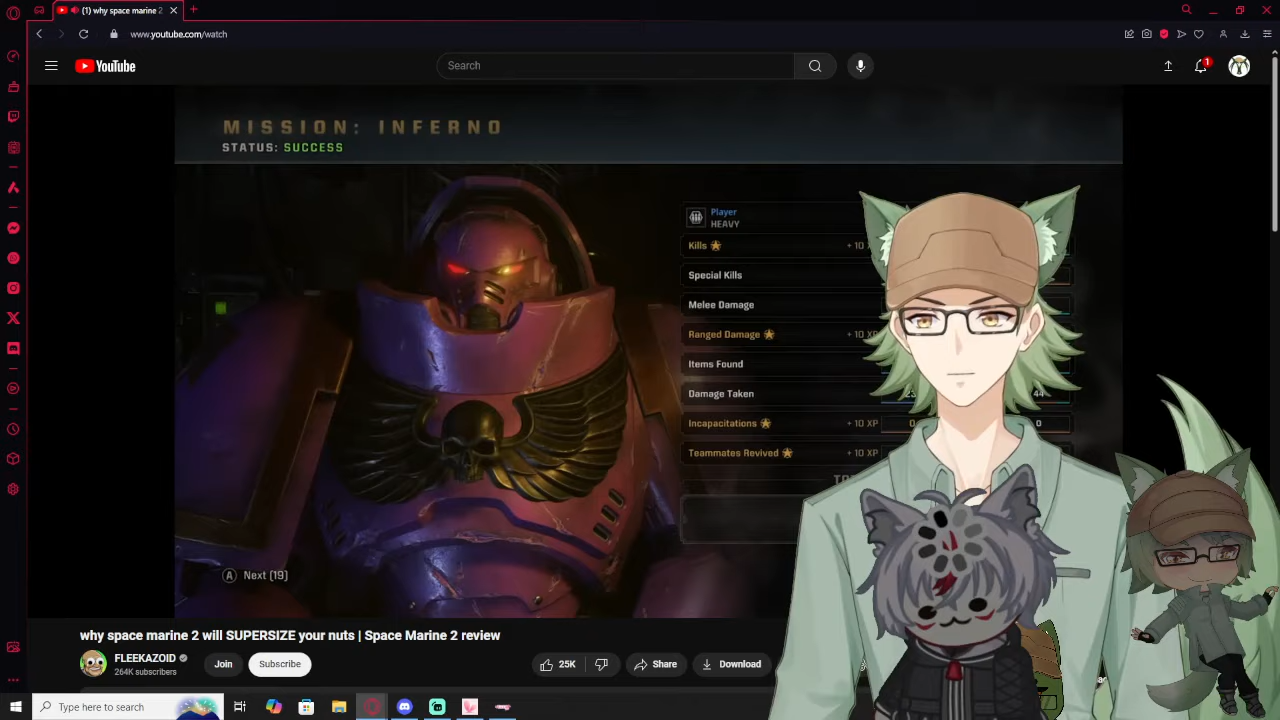 (1) why space marine 2
www.youtube.com/watch
YouTube
Search
1
MISSION: INFERNO
STATUS: SUCCESS
Player
HEAVY
Kills + 10
Special Kills
Melee Damage
Ranged Damage + 10 XP
Items Found
Damage Taken 44
Incapacitations + 10 XP 0 0
Teammates Revived + 10 XP
A Next (19)
why space marine 2 will SUPERSIZE your nuts | Space Marine 2 review
FLEEKAZOID
264K subscribers
Join
Subscribe
25K
Share
Download
Type here to search